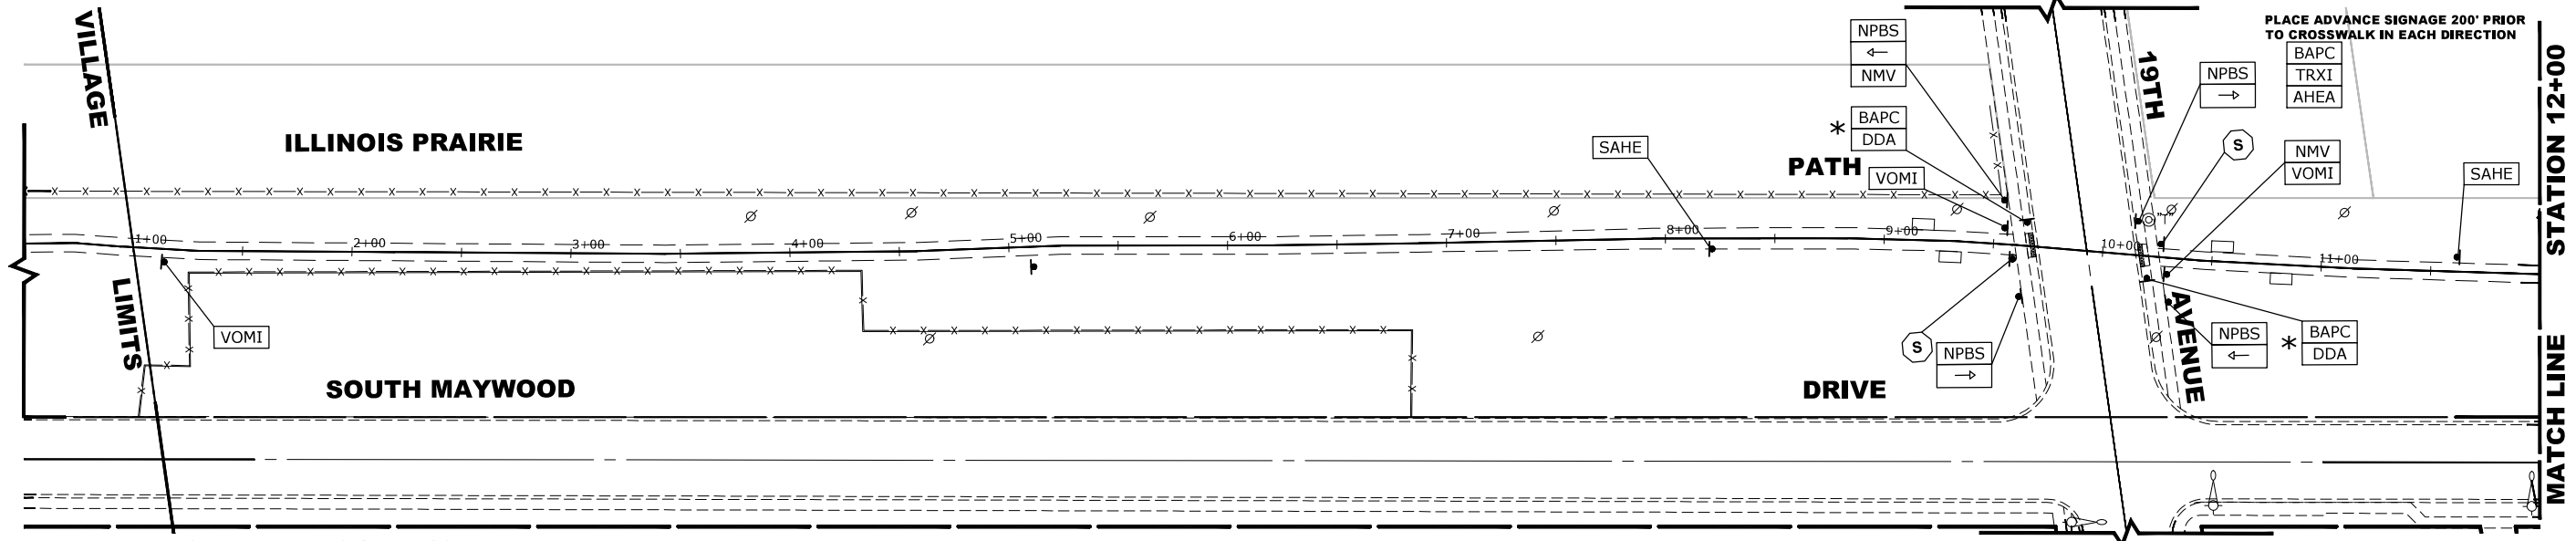 VILLAGE
LIMITS
ILLINOIS PRAIRIE
PATH
SOUTH MAYWOOD
DRIVE
1+00
2+00
3+00
4+00
5+00
6+00
7+00
8+00
9+00
10+00
11+00
VOMI
SAHE
NPBS
←
NMV
* BAPC
DDA
VOMI
S
NPBS
→
19TH
AVENUE
PLACE ADVANCE SIGNAGE 200' PRIOR
TO CROSSWALK IN EACH DIRECTION
BAPC
TRXI
AHEA
NPBS
→
S
NMV
VOMI
SAHE
"T"
NPBS
←
* BAPC
DDA
MATCH LINE STATION 12+00